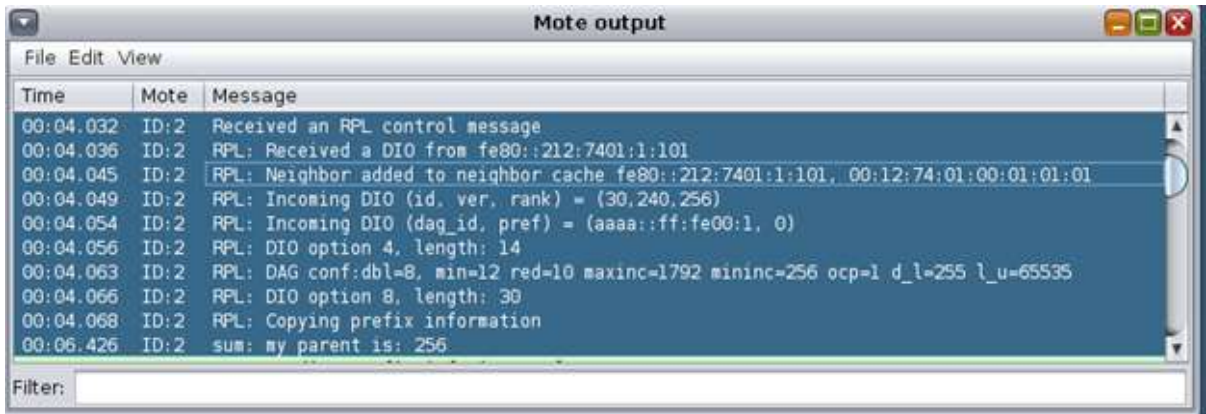 Mote output
File Edit View
Time Mote Message
00:04.032 ID:2 Received an RPL control message
00:04.036 ID:2 RPL: Received a DIO from fe80::212:7401:1:101
00:04.045 ID:2 RPL: Neighbor added to neighbor cache fe80::212:7401:1:101, 00:12:74:01:00:01:01:01
00:04.049 ID:2 RPL: Incoming DIO (id, ver, rank) = (30,240,256)
00:04.054 ID:2 RPL: Incoming DIO (dag_id, pref) = (aaaa::ff:fe00:1, 0)
00:04.056 ID:2 RPL: DIO option 4, length: 14
00:04.063 ID:2 RPL: DAG conf:dbl=8, min=12 red=10 maxinc=1792 mininc=256 ocp=1 d_l=255 l_u=65535
00:04.066 ID:2 RPL: DIO option 8, length: 30
00:04.068 ID:2 RPL: Copying prefix information
00:06.426 ID:2 sum: my parent is: 256
Filter: